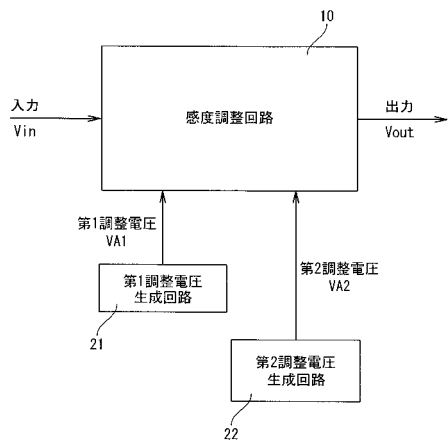 10
入力
Vin
感度調整回路
出力
Vout
第1調整電圧
VA1
第2調整電圧
VA2
第1調整電圧
生成回路
21
第2調整電圧
生成回路
22